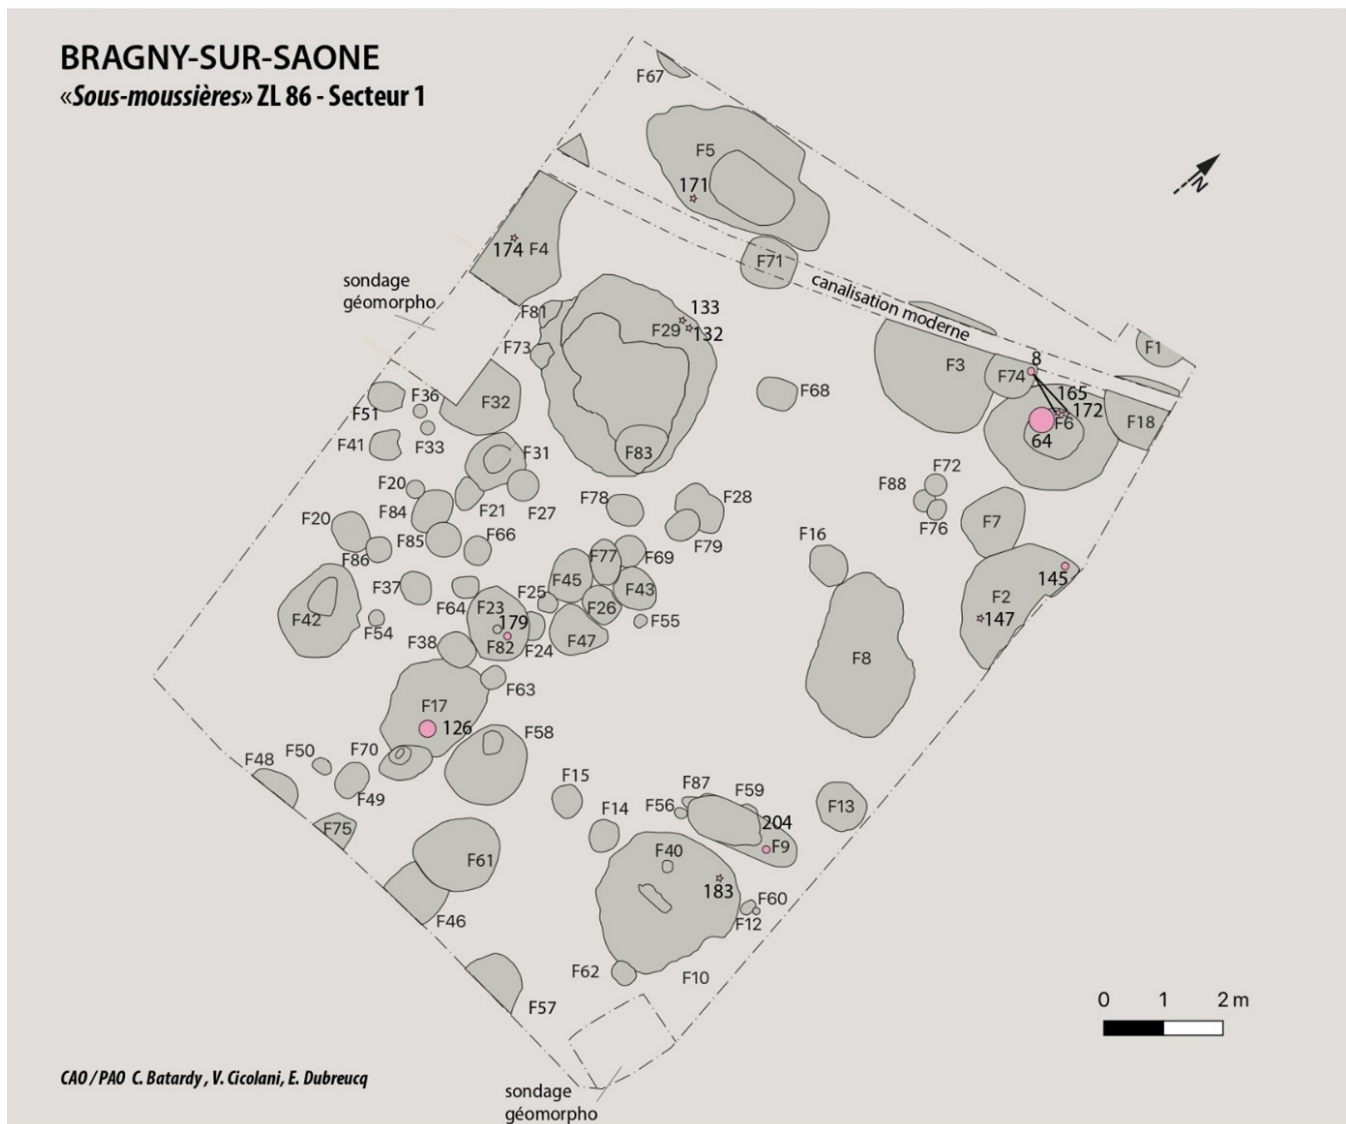 BRAGNY-SUR-SAONE
«Sous-moussières» ZL 86 - Secteur 1
F67
F5
171
N
174 F4
F71
sondage
géomorpho
canalisation moderne
F81
133
F29
132
F73
F1
8
F3
F74
165
172
F68
F36
F32
F51
F6
F18
64
F33
F41
F31
F83
F72
F20
F88
F78
F28
F84
F21
F27
F20
F7
F76
F85
F66
F16
F79
F86
F77
F69
145
F45
F37
F25
F43
F64
F23
F2
F26
F42
179
147
F55
F54
F38
F82
F24
F47
F8
F63
F17
126
F58
F50
F70
F48
F15
F87
F59
F49
F14
F56
F13
204
F75
F9
F40
F61
183
F60
F46
F12
F62
F10
F57
0 1 2 m
CAO / PAO C. Batardy , V. Cicolani, E. Dubreucq
sondage
géomorpho